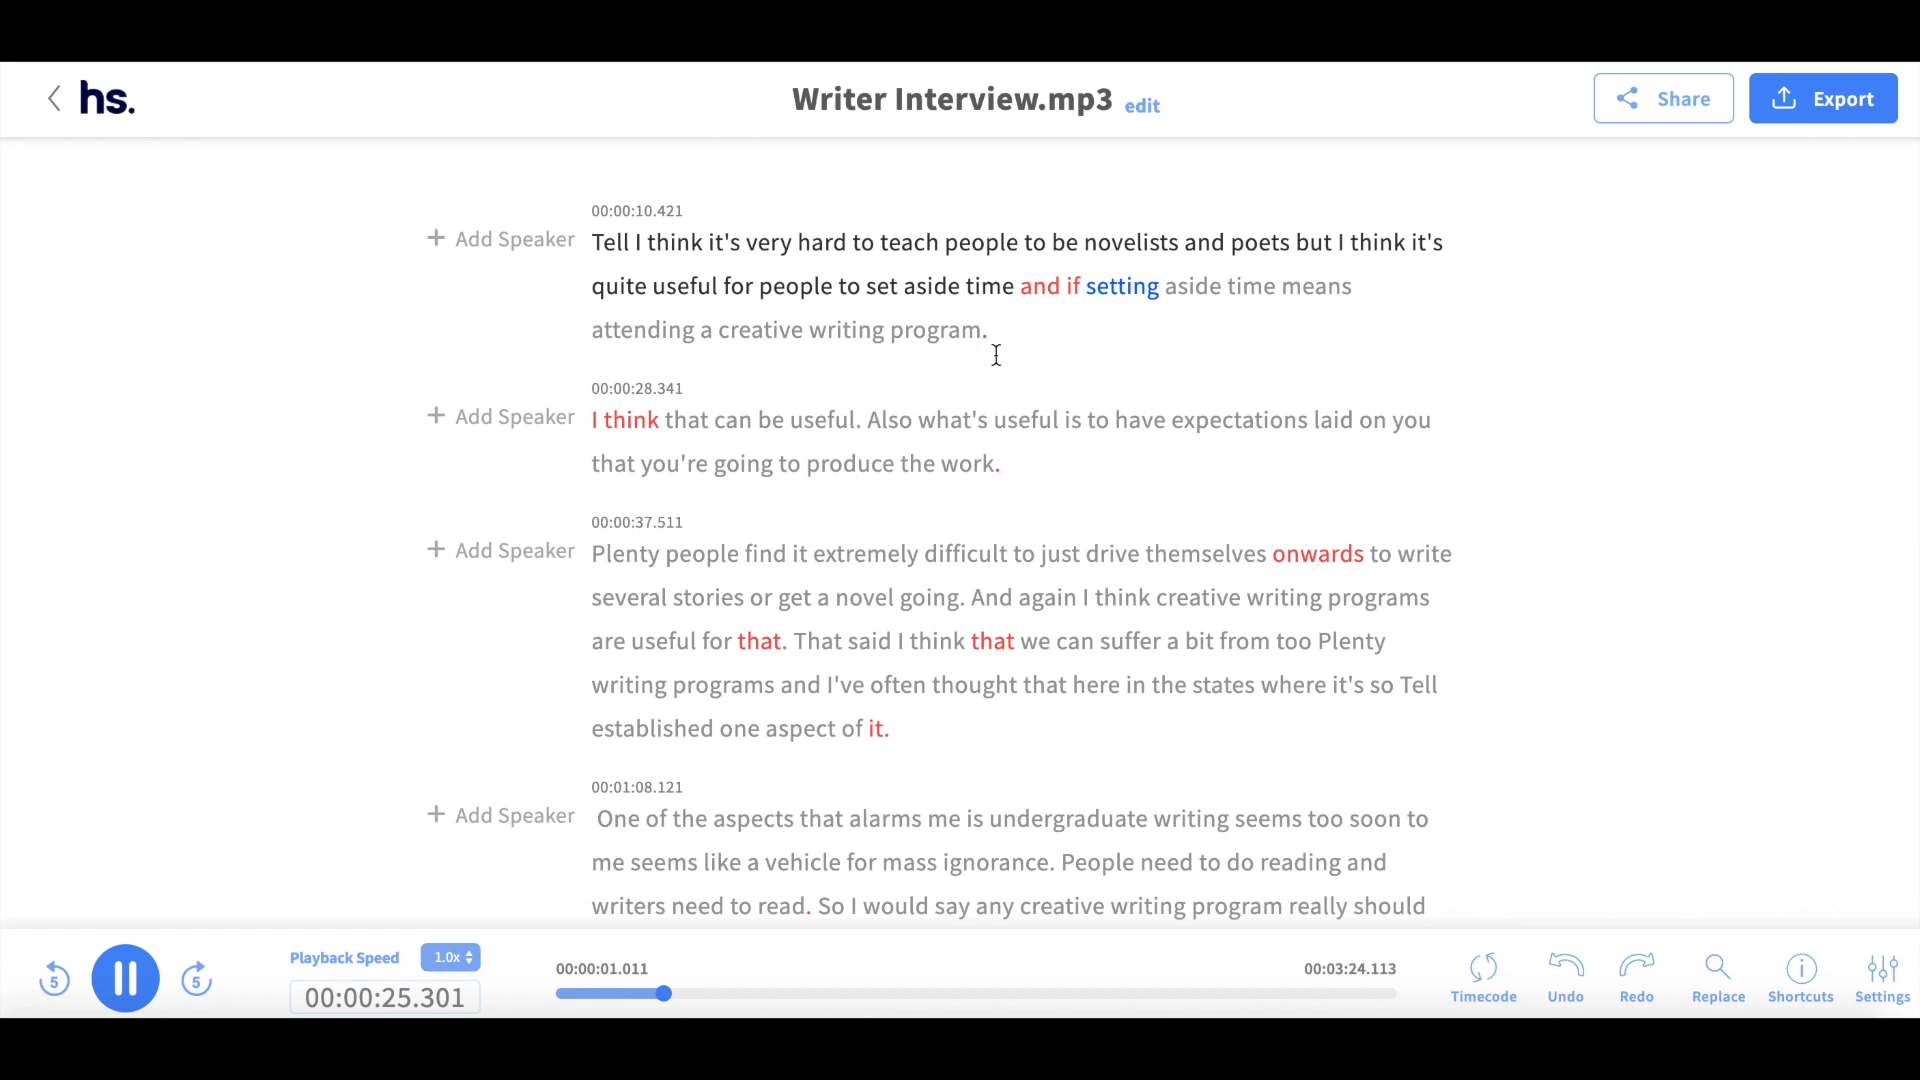 hs.
Writer Interview.mp3 edit
Share
Export
00:00:10.421
Add Speaker
Tell I think it's very hard to teach people to be novelists and poets but I think it's
quite useful for people to set aside time and if setting aside time means
attending a creative writing program.
00:00:28.341
Add Speaker
I think that can be useful. Also what's useful is to have expectations laid on you
that you're going to produce the work.
00:00:37.511
Add Speaker
Plenty people find it extremely difficult to just drive themselves onwards to write
several stories or get a novel going. And again I think creative writing programs
are useful for that. That said I think that we can suffer a bit from too Plenty
writing programs and I've often thought that here in the states where it's so Tell
established one aspect of it.
00:01:08.121
Add Speaker
One of the aspects that alarms me is undergraduate writing seems too soon to
me seems like a vehicle for mass ignorance. People need to do reading and
writers need to read. So I would say any creative writing program really should
5
5
Playback Speed
1.0x
00:00:25.301
00:00:01.011
00:03:24.113
Timecode
Undo
Redo
Replace
Shortcuts
Settings